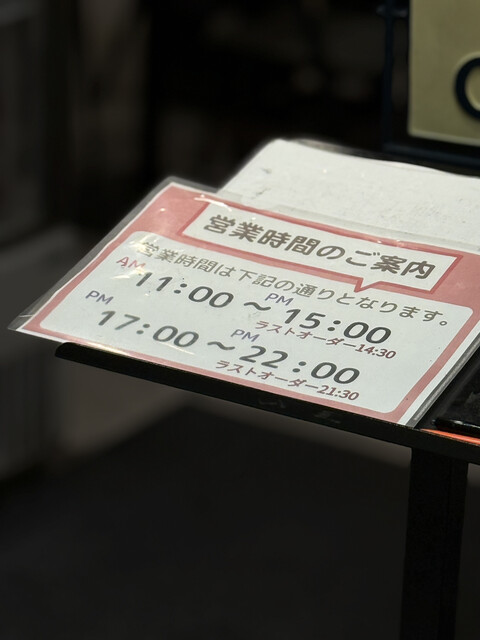 営業時間のご案内
営業時間は下記の通りとなります。
AM 11:00 ～ PM 15:00
ラストオーダー14:30
PM 17:00 ～ PM 22:00
ラストオーダー21:30